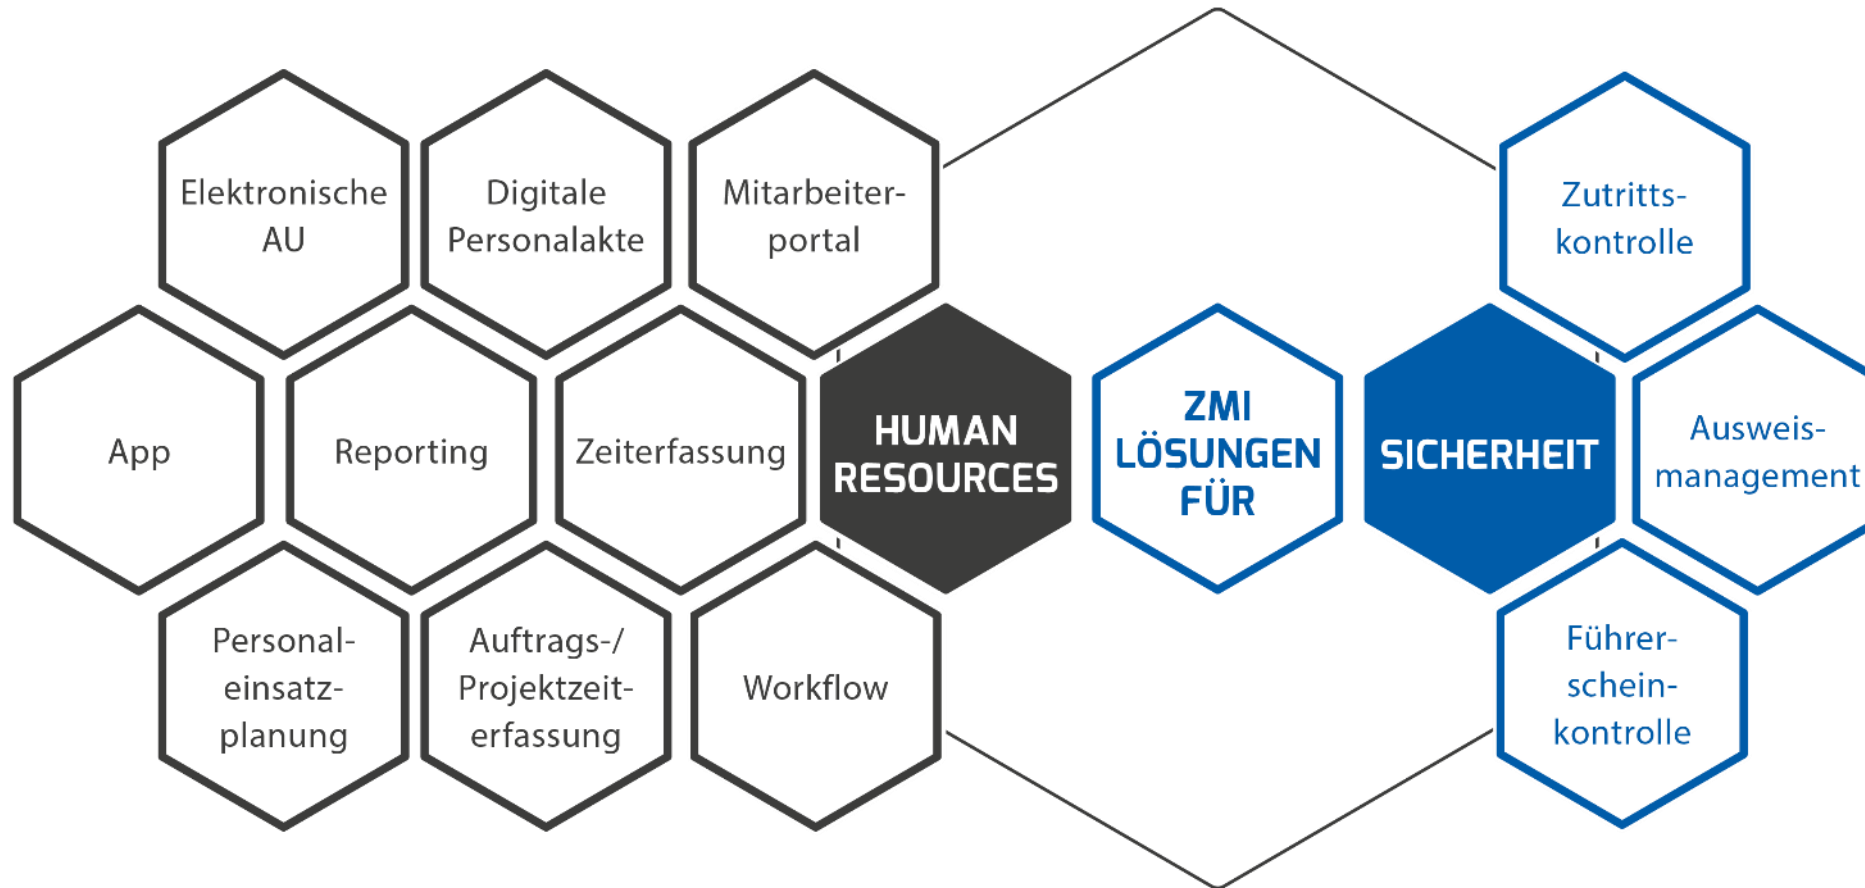 Elektronische
AU
Digitale
Personalakte
Mitarbeiter-
portal
Zutritts-
kontrolle
App
Reporting
Zeiterfassung
HUMAN
RESOURCES
ZMI
LÖSUNGEN
FÜR
SICHERHEIT
Ausweis-
management
Personal-
einsatz-
planung
Auftrags-/
Projektzeit-
erfassung
Workflow
Führer-
schein-
kontrolle